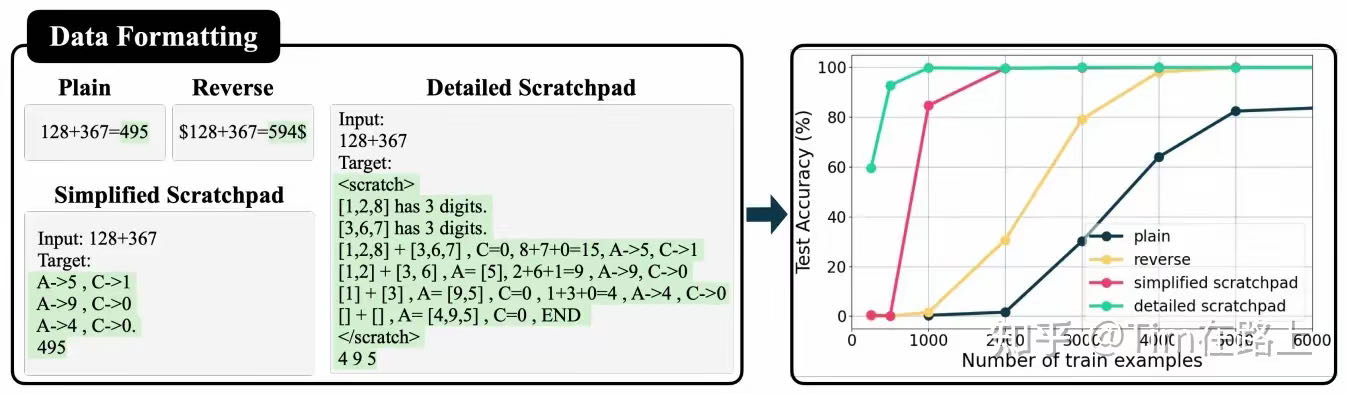 Data Formatting
Plain
128+367=495
Reverse
$128+367=594$
Simplified Scratchpad
Input: 128+367
Target:
A->5 , C->1
A->9 , C->0
A->4 , C->0.
495
Detailed Scratchpad
Input:
128+367
Target:
<scratch>
[1,2,8] has 3 digits.
[3,6,7] has 3 digits.
[1,2,8] + [3,6,7] , C=0, 8+7+0=15, A->5, C->1
[1,2] + [3, 6] , A= [5], 2+6+1=9 , A->9, C->0
[1] + [3] , A= [9,5] , C=0 , 1+3+0=4 , A->4 , C->0
[] + [] , A= [4,9,5] , C=0 , END
</scratch>
4 9 5
Test Accuracy (%)
100
80
60
40
20
0
plain
reverse
simplified scratchpad
detailed scratchpad
0 1000 2000 3000 4000 5000 6000
Number of train examples
知乎 @Tim在路上